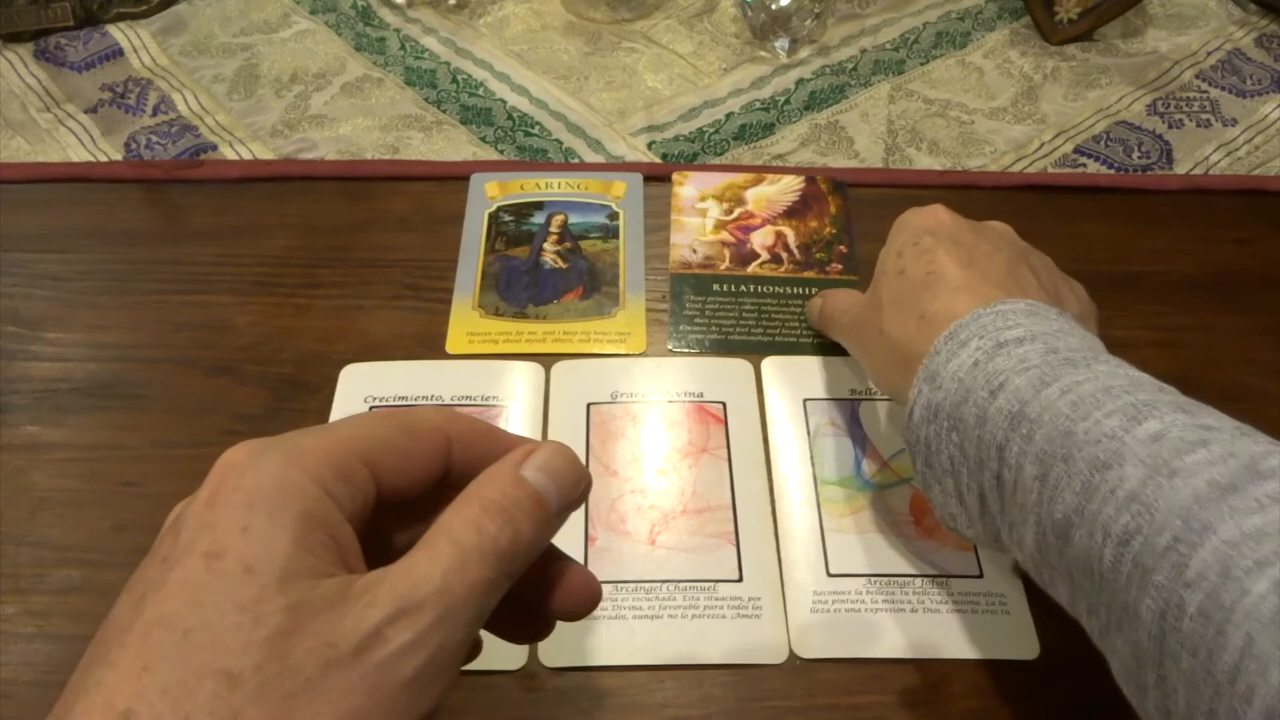 CARING
Heaven cares for me, and I keep my heart open
to caring about myself, others, and the world.
RELATIONSHIP
"Your primary relationship is with
God, and every other relationship
there. To attract, heal, or balance
then snuggle more closely with
Creator. As you feel safe and loved
your other relationships bloom and
Crecimiento,
Divina
Arcángel Chamuel:
es escuchada. Esta situación, por
Divina, es favorable para todos los
aunque no lo parezca. ¡Amén!
Arcángel Jofiel:
Reconoce la belleza: tu belleza, la naturaleza,
una pintura, la música, la Vida misma. La be
lleza es una expresión de Dios, como lo eres tú